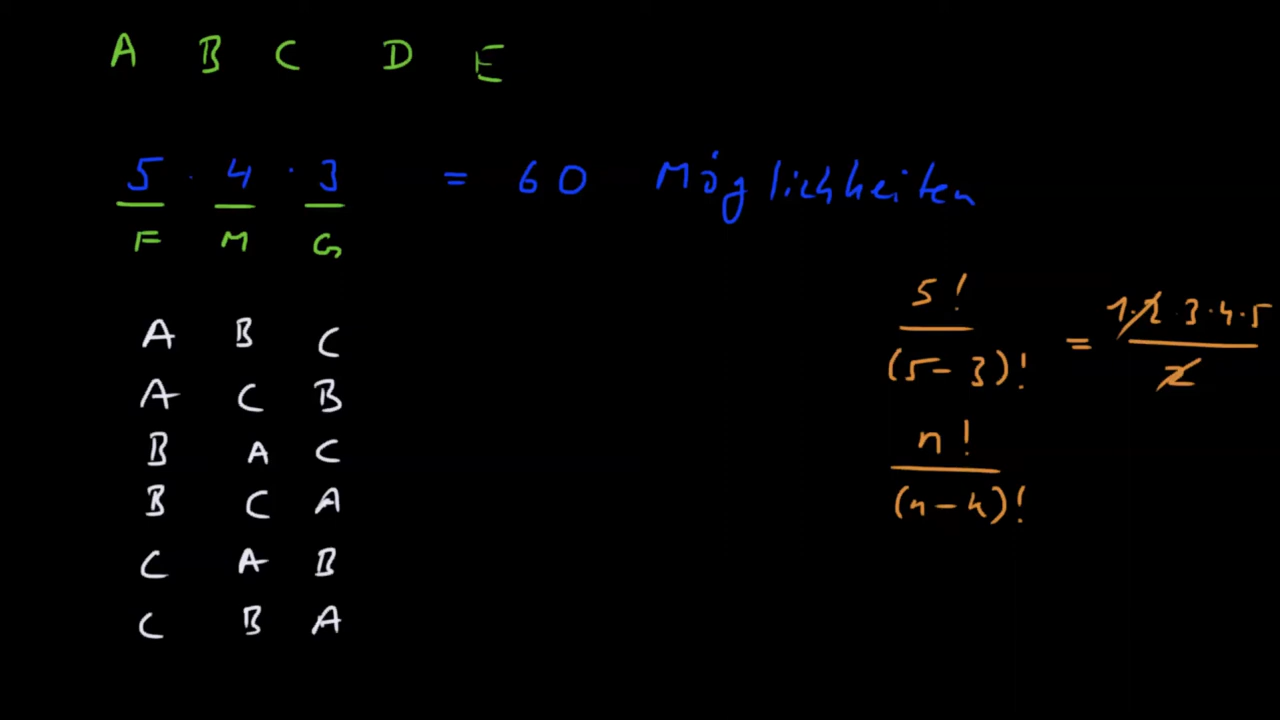 A B C D E
5 · 4 · 3 = 60 Möglichkeiten
F M G
5! / (5-3)! = 1·2·3·4·5 / 2
n! / (n-k)!
A B C
A C B
B A C
B C A
C A B
C B A